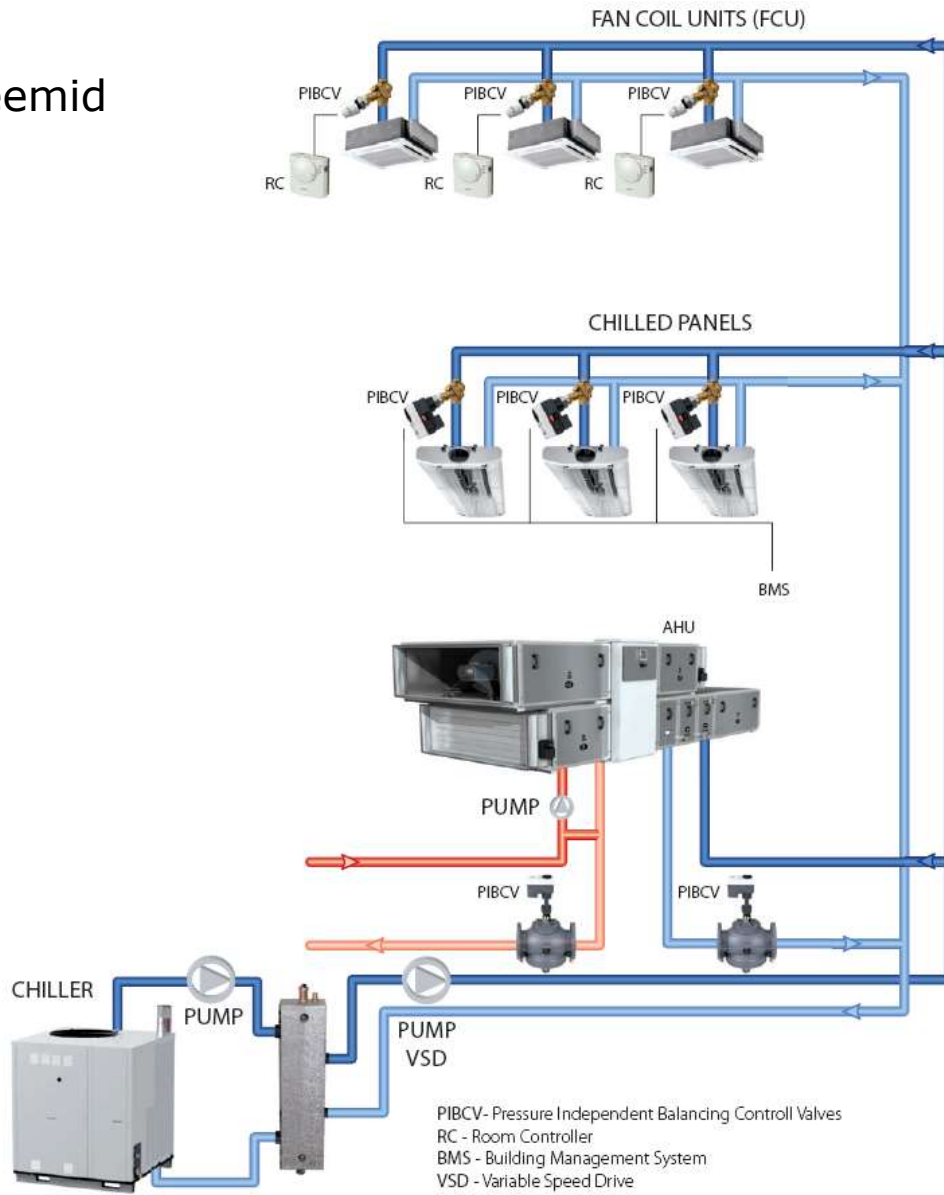 FAN COIL UNITS (FCU)
eemid
PIBCV
PIBCV
PIBCV
RC
RC
RC
CHILLED PANELS
PIBCV
PIBCV
PIBCV
BMS
AHU
PUMP
PIBCV
PIBCV
CHILLER
PUMP
PUMP
VSD
PIBCV- Pressure Independent Balancing Controll Valves
RC - Room Controller
BMS - Building Management System
VSD - Variable Speed Drive